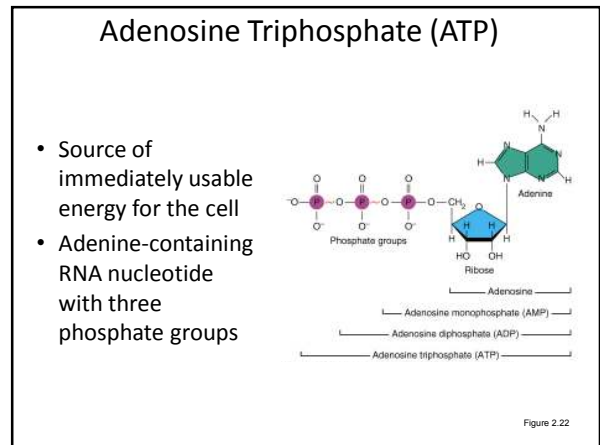 Adenosine Triphosphate (ATP)
• Source of
immediately usable
energy for the cell
• Adenine-containing
RNA nucleotide
with three
phosphate groups
H H
N
N N
H
N N H
Adenine
O O O
⁻O P O P O P O CH₂ O
O⁻ O⁻ O⁻
Phosphate groups
H H
H H
HO OH
Ribose
Adenosine
Adenosine monophosphate (AMP)
Adenosine diphosphate (ADP)
Adenosine triphosphate (ATP)
Figure 2.22